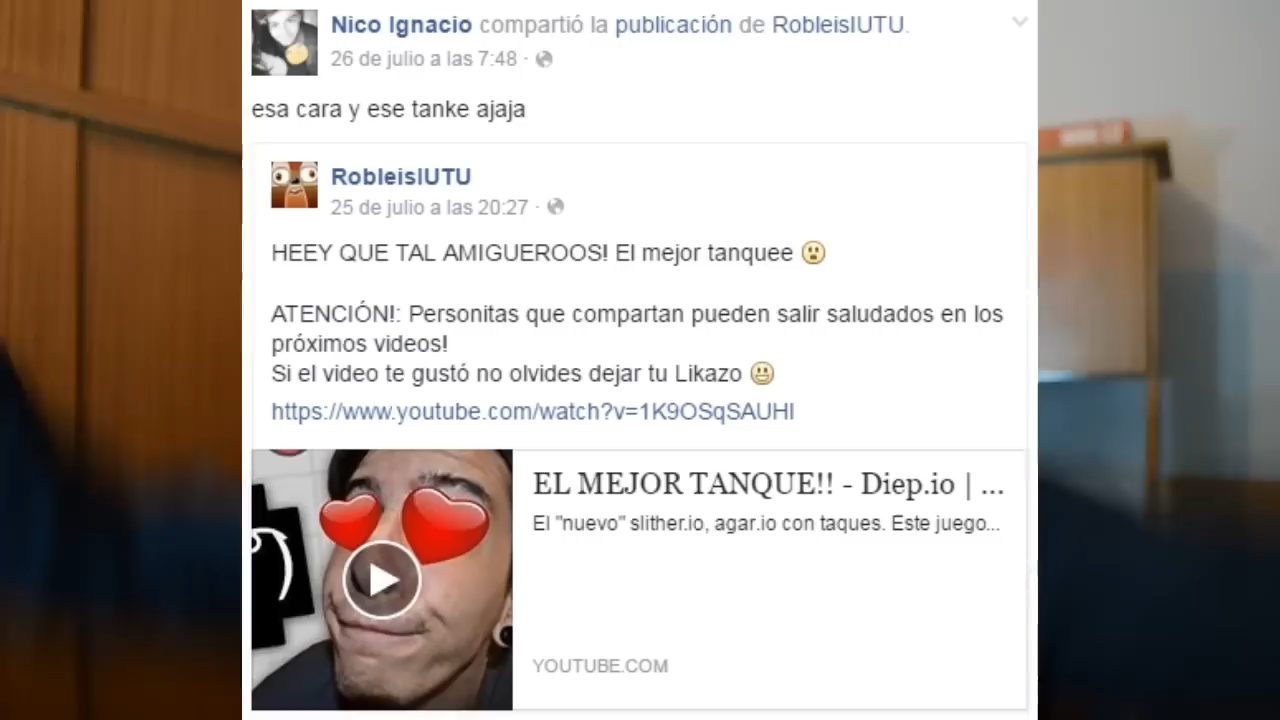 Nico Ignacio compartió la publicación de RobleisIUTU.
26 de julio a las 7:48 ·
esa cara y ese tanke ajaja
RobleisIUTU
25 de julio a las 20:27 ·
HEEY QUE TAL AMIGUEROOS! El mejor tanquee 😮
ATENCIÓN!: Personitas que compartan pueden salir saludados en los
próximos videos!
Si el video te gustó no olvides dejar tu Likazo 😃
https://www.youtube.com/watch?v=1K9OSqSAUHI
EL MEJOR TANQUE!! - Diep.io | ...
El "nuevo" slither.io, agar.io con taques. Este juego...
YOUTUBE.COM